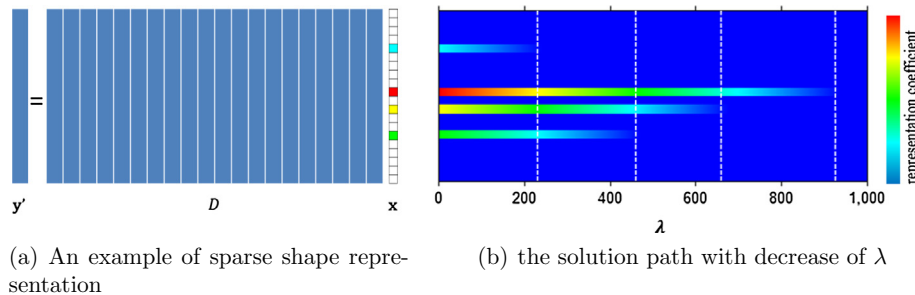 =
y' D x
representation coefficient
0 200 400 600 800 1,000
λ
(a) An example of sparse shape repre-
sentation
(b) the solution path with decrease of λ